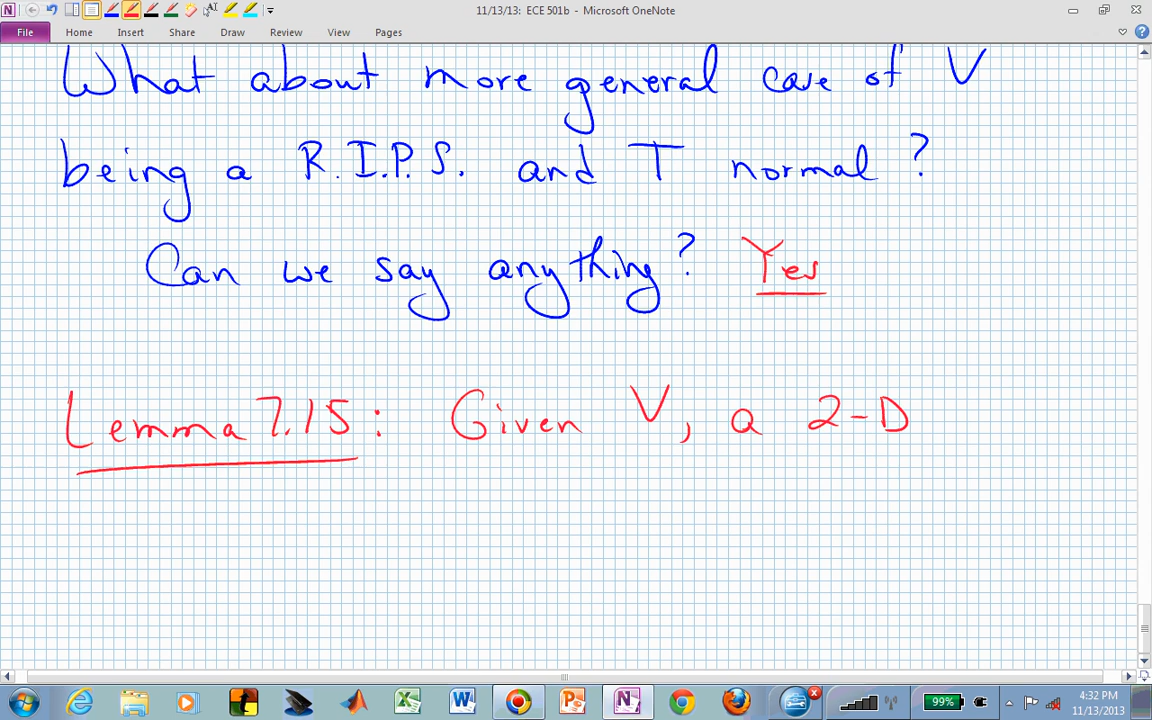 11/13/13: ECE 501b - Microsoft OneNote
File Home Insert Share Draw Review View Pages
What about more general case of V
being a R.I.P.S. and T normal?
Can we say anything? Yes
Lemma 7.15: Given V, a 2-D
99%
4:32 PM
11/13/2013